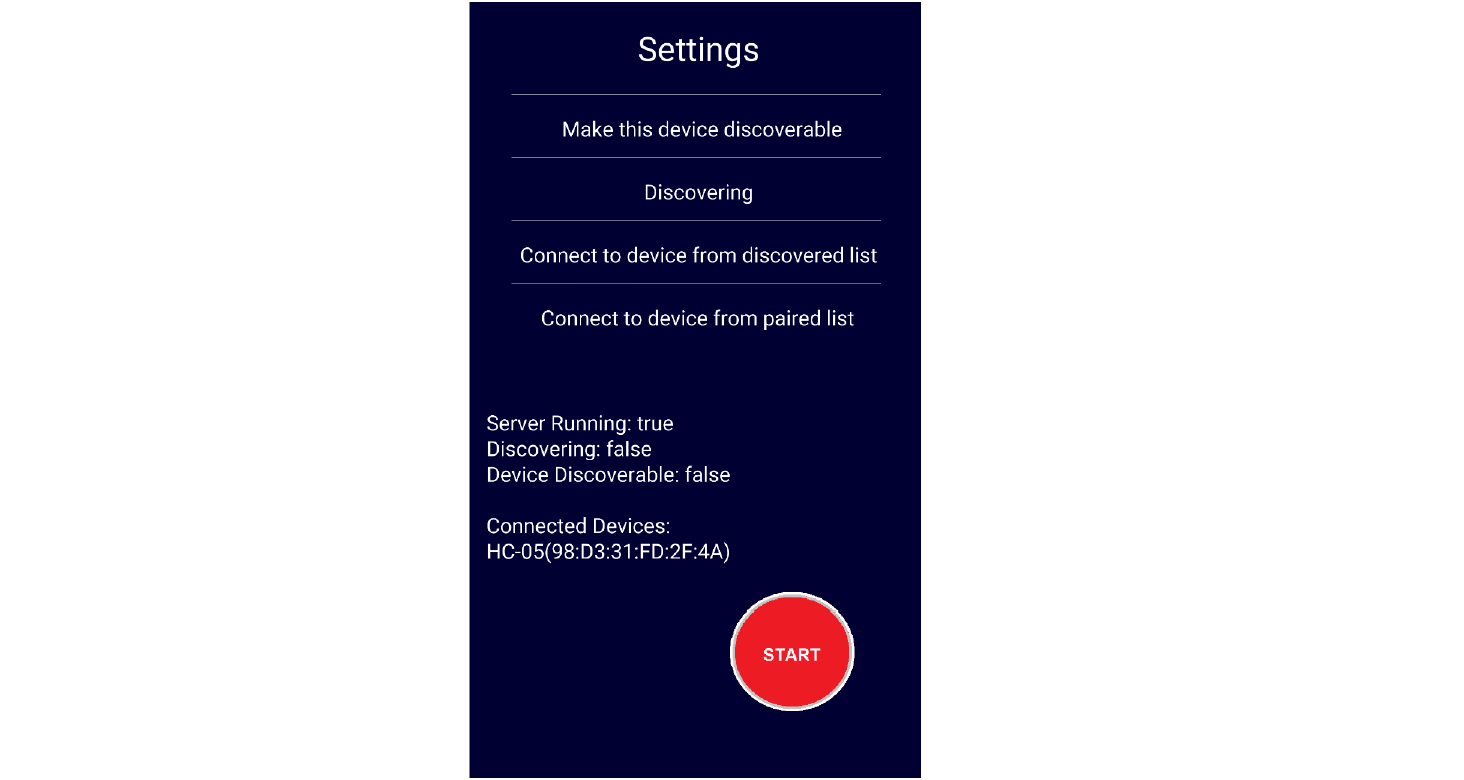 Settings
Make this device discoverable
Discovering
Connect to device from discovered list
Connect to device from paired list
Server Running: true
Discovering: false
Device Discoverable: false
Connected Devices:
HC-05(98:D3:31:FD:2F:4A)
START